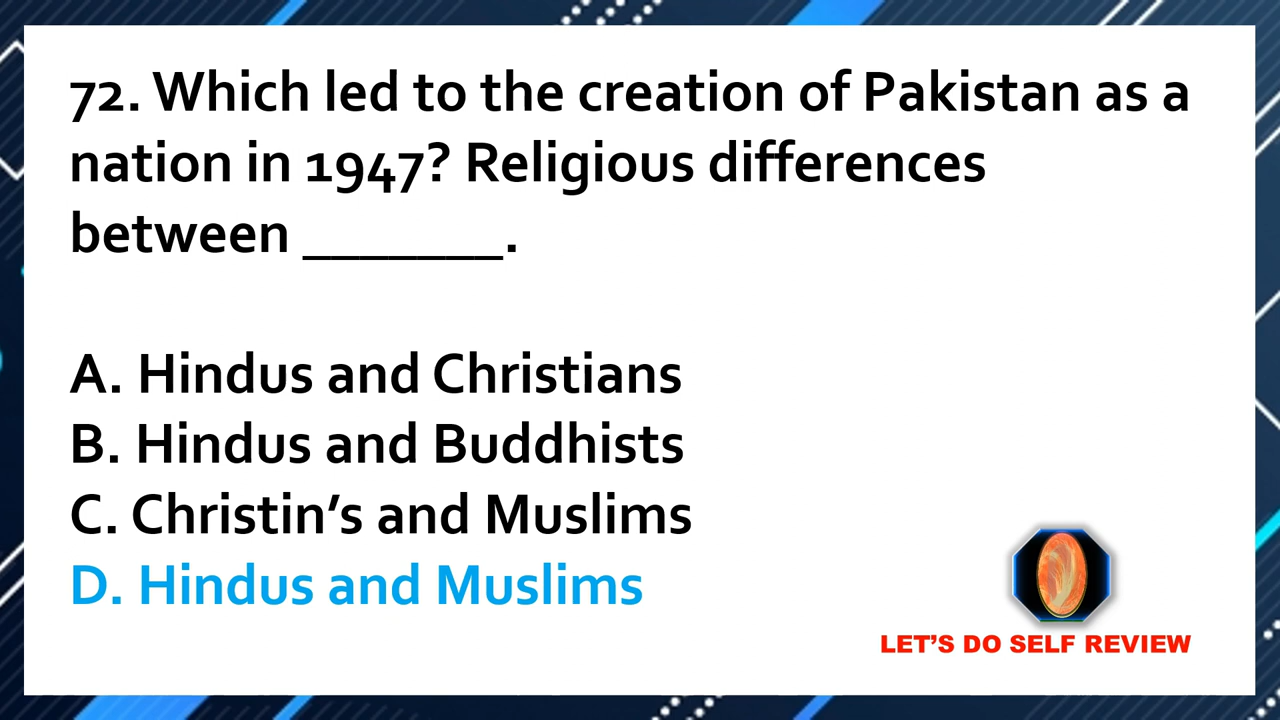 72. Which led to the creation of Pakistan as a
nation in 1947? Religious differences
between _______.
A. Hindus and Christians
B. Hindus and Buddhists
C. Christin’s and Muslims
D. Hindus and Muslims
LET’S DO SELF REVIEW